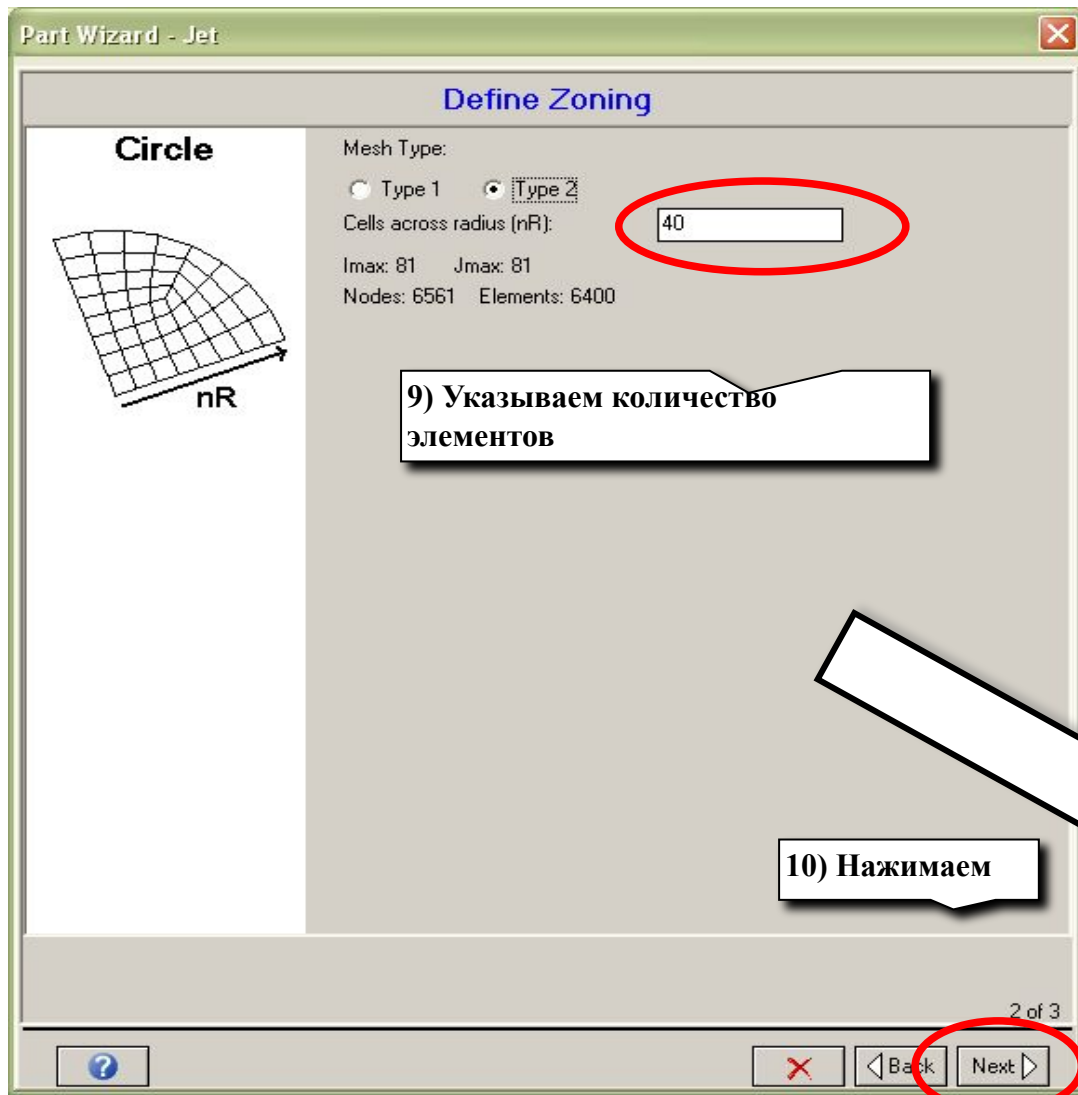 Part Wizard - Jet
Define Zoning
Circle
nR
Mesh Type:
Type 1 Type 2
Cells across radius (nR): 40
Imax: 81 Jmax: 81
Nodes: 6561 Elements: 6400
9) Указываем количество
элементов
10) Нажимаем
2 of 3
Back Next